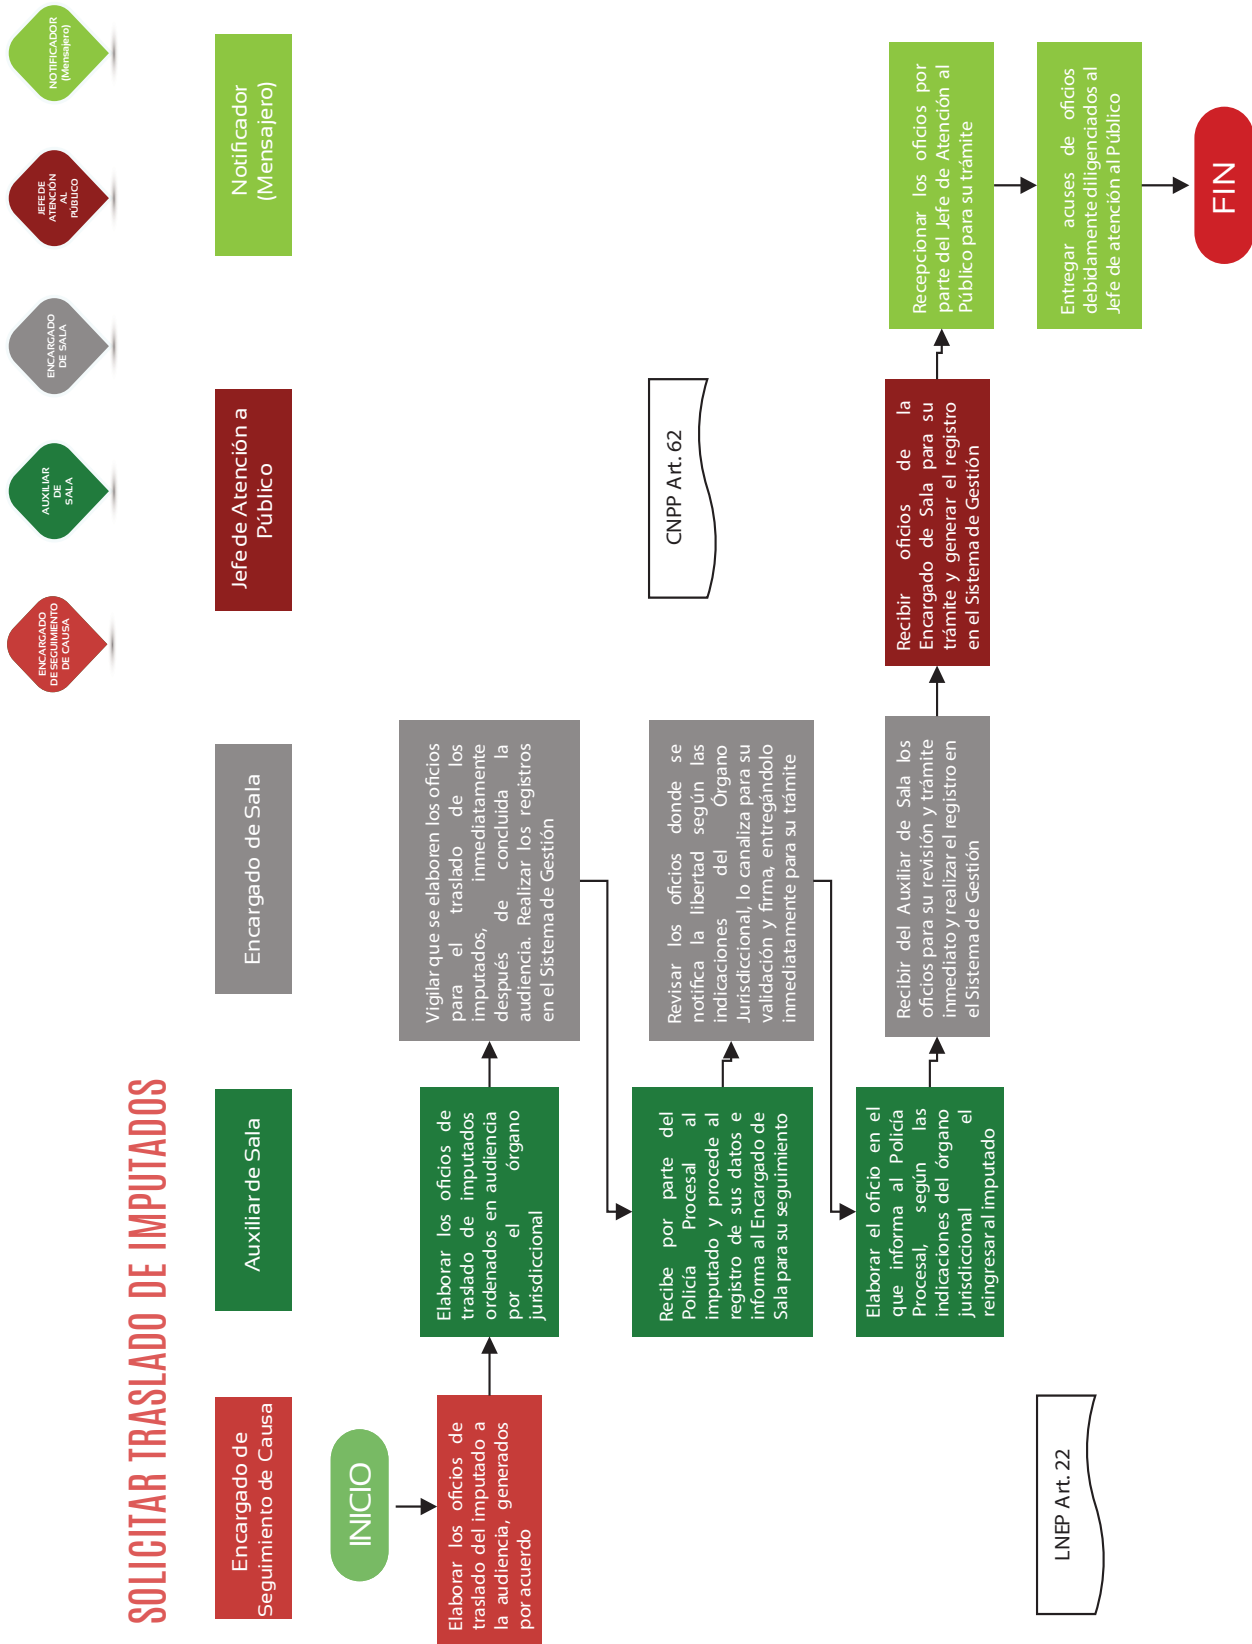 SOLICITAR TRASLADO DE IMPUTADOS
ENCARGADO
DE SEGUIMIENTO
DE CAUSA
AUXILIAR
DE
SALA
ENCARGADO
DE SALA
JEFE DE
ATENCIÓN
AL
PÚBLICO
NOTIFICADOR
(Mensajero)
Encargado de
Seguimiento de Causa
Auxiliar de Sala
Encargado de Sala
Jefe de Atención a
Público
Notificador
(Mensajero)
INICIO
Elaborar los oficios de
traslado del imputado a
la audiencia, generados
por acuerdo
Elaborar los oficios de
traslado de imputados
ordenados en audiencia
por el órgano
jurisdiccional
Vigilar que se elaboren los oficios
para el traslado de los
imputados, inmediatamente
después de concluida la
audiencia. Realizar los registros
en el Sistema de Gestión
Recibe por parte del
Policía Procesal al
imputado y procede al
registro de sus datos e
informa al Encargado de
Sala para su seguimiento
Revisar los oficios donde se
notifica la libertad según las
indicaciones del Órgano
Jurisdiccional, lo canaliza para su
validación y firma, entregándolo
inmediatamente para su trámite
CNPP Art. 62
Elaborar el oficio en el
que informa al Policía
Procesal, según las
indicaciones del órgano
jurisdiccional el
reingresar al imputado
Recibir del Auxiliar de Sala los
oficios para su revisión y trámite
inmediato y realizar el registro en
el Sistema de Gestión
Recibir oficios de la
Encargado de Sala para su
trámite y generar el registro
en el Sistema de Gestión
Recepcionar los oficios por
parte del Jefe de Atención al
Público para su trámite
Entregar acuses de oficios
debidamente diligenciados al
Jefe de atención al Público
LNEP Art. 22
FIN